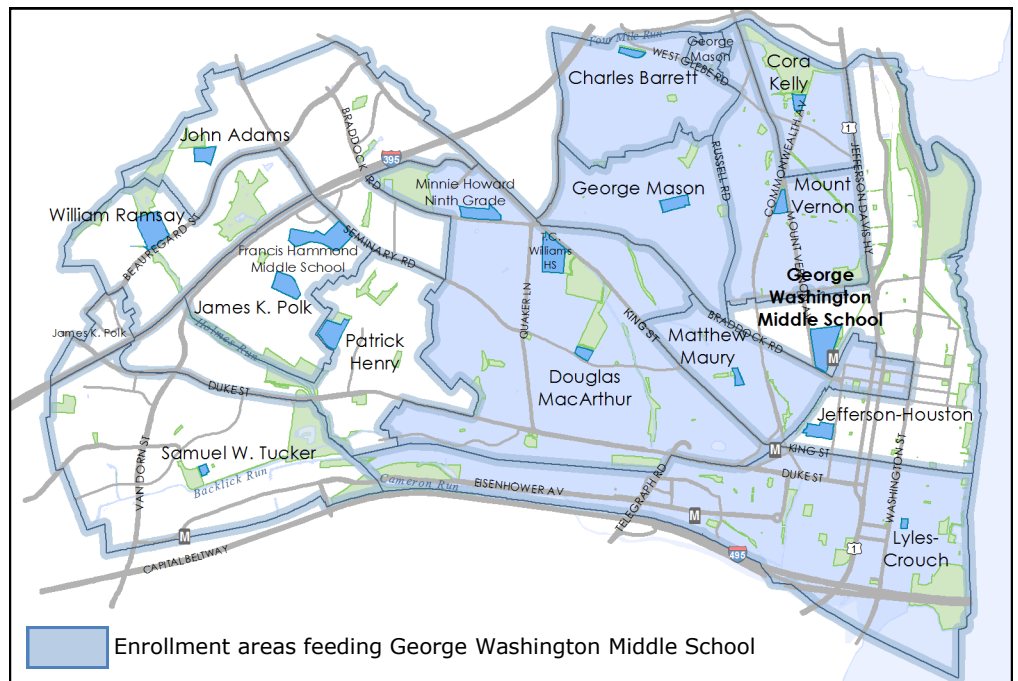 Four Mile Run
George
Mason
WEST GLEBE RD
Charles Barrett
Cora
Kelly
COMMONWEALTH AV
1
JEFFERSON DAVIS HY
John Adams
BRADDOCK RD
395
Minnie Howard
Ninth Grade
George Mason
RUSSELL RD
Mount
Vernon
MOUNT VERNON AV
William Ramsay
BEAUREGARD ST
Francis Hammond
Middle School
SEMINARY RD
T.C.
Williams
HS
George
Washington
Middle School
James K. Polk
James K. Polk
Holmes Run
QUAKER LN
KING ST
BRADDOCK RD
Matthew
Maury
M
Patrick
Henry
DUKE ST
Douglas
MacArthur
Jefferson-Houston
Samuel W. Tucker
VAN DORN ST
Backlick Run
Cameron Run
EISENHOWER AV
TELEGRAPH RD
M
KING ST
DUKE ST
WASHINGTON ST
M
M
Lyles-
Crouch
1
495
CAPITAL BELTWAY
Enrollment areas feeding George Washington Middle School